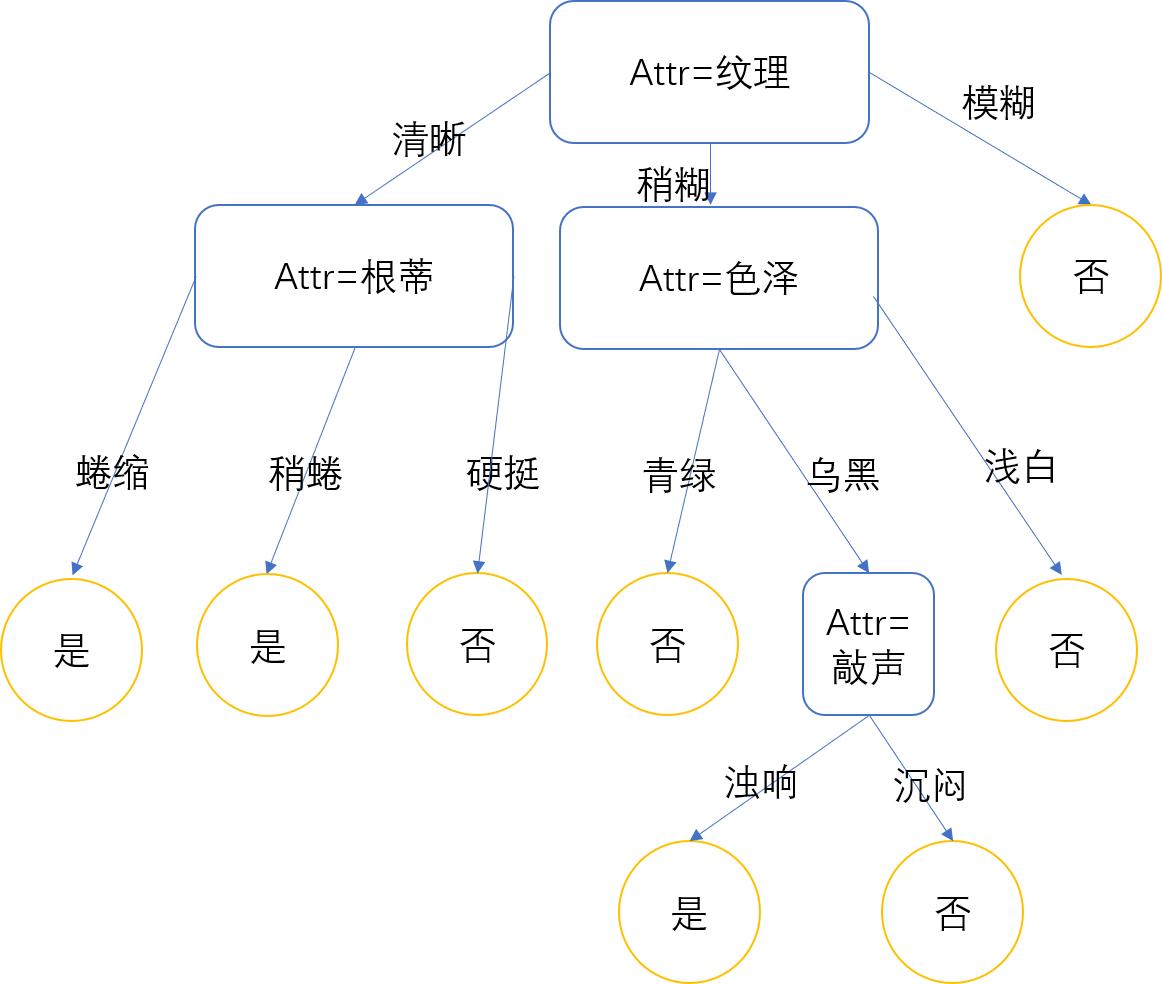 Attr=纹理
模糊
清晰
稍糊
Attr=根蒂
Attr=色泽
否
蜷缩
稍蜷
硬挺
青绿
乌黑
浅白
是
是
否
否
Attr=
敲声
否
浊响
沉闷
是
否